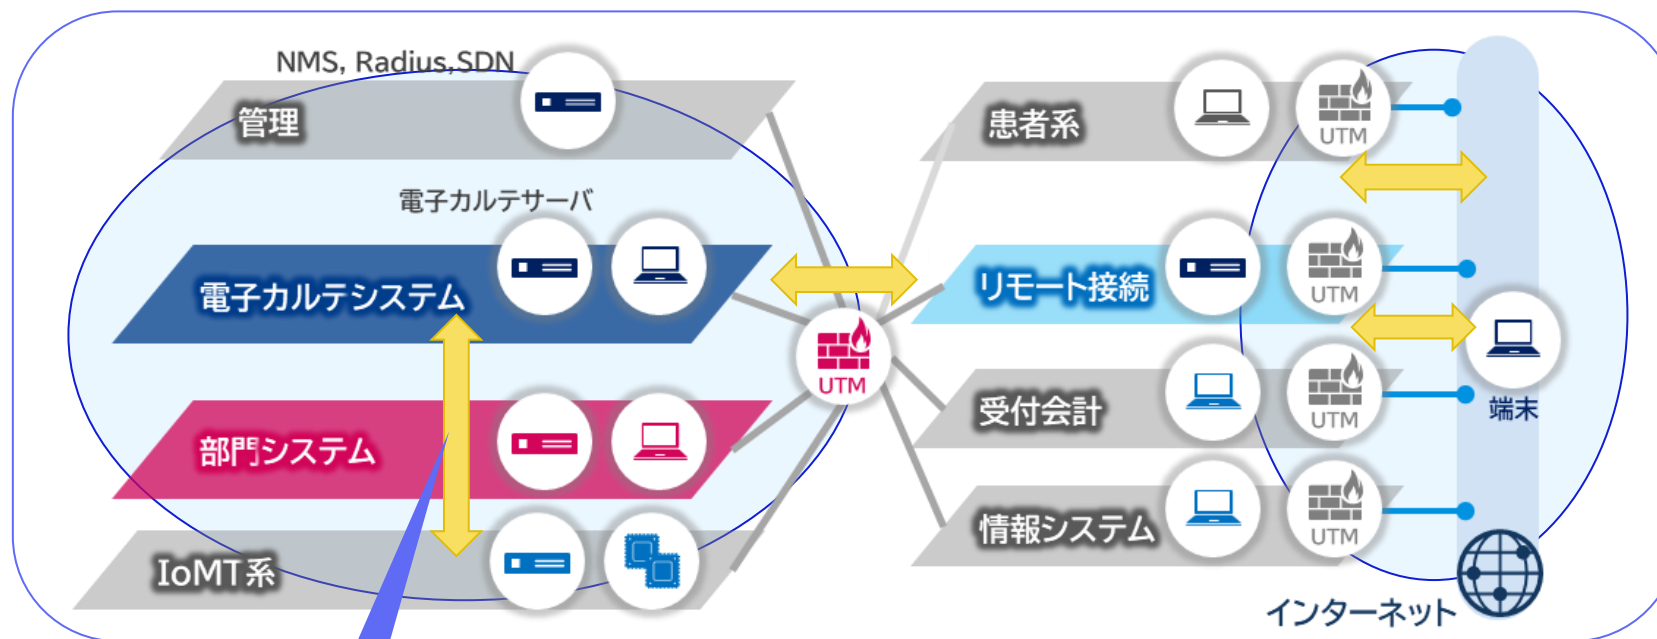 NMS, Radius,SDN
管理
電子カルテサーバ
電子カルテシステム
部門システム
IoMT系
UTM
患者系
UTM
リモート接続
UTM
受付会計
UTM
情報システム
UTM
端末
インターネット